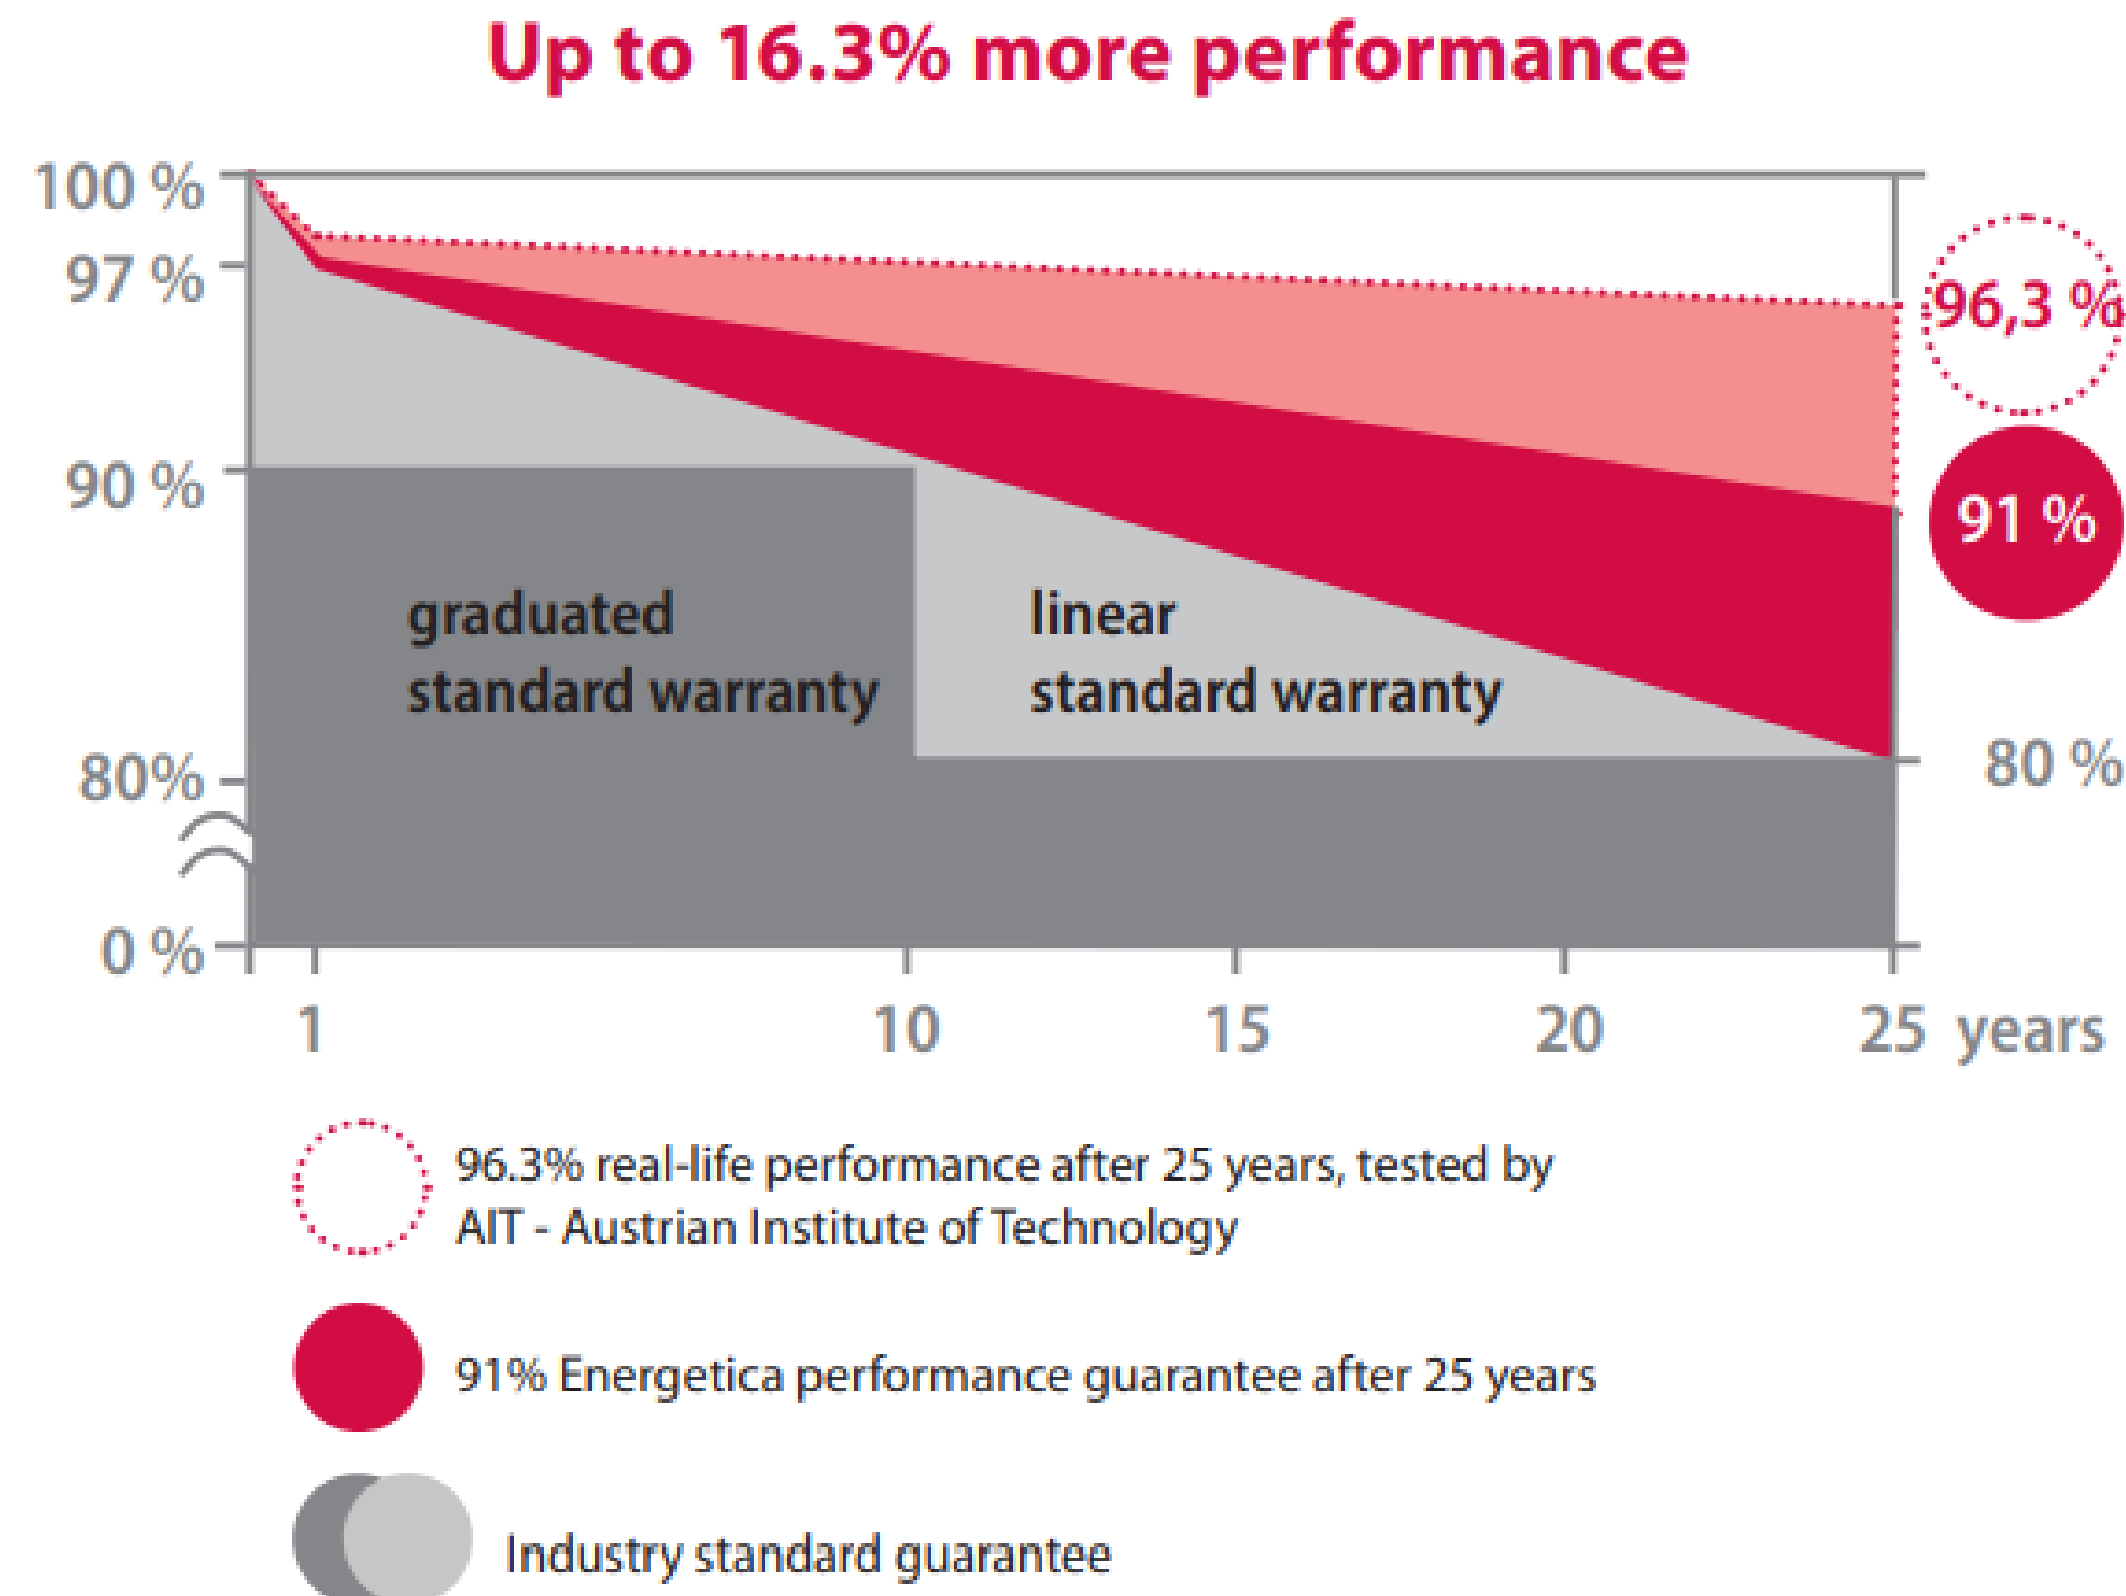 Up to 16.3% more performance
100 %
97 %
90 %
80%
0 %
96,3 %
91 %
80 %
graduated
standard warranty
linear
standard warranty
1 10 15 20 25 years
96.3% real-life performance after 25 years, tested by
AIT - Austrian Institute of Technology
91% Energetica performance guarantee after 25 years
Industry standard guarantee